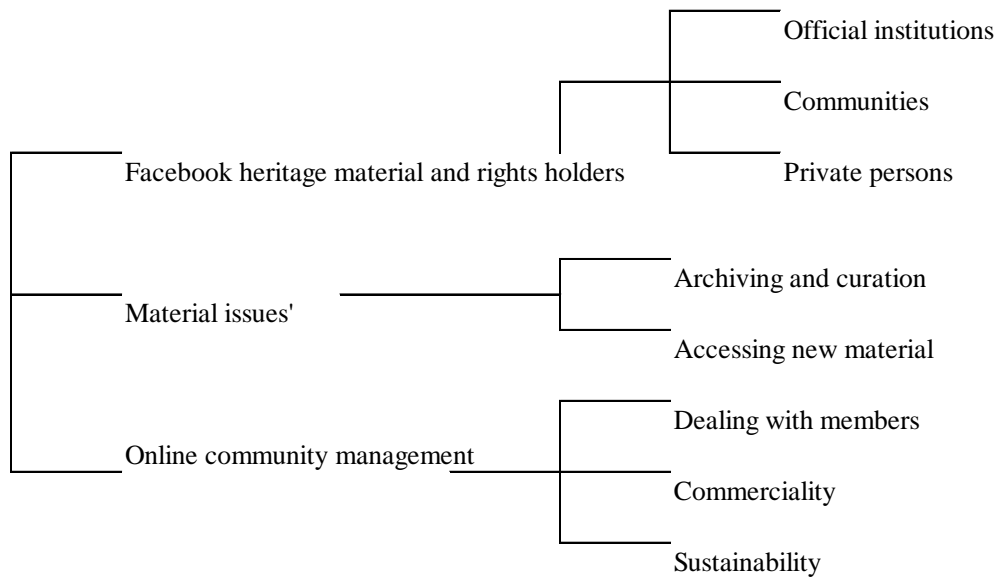 Official institutions
Communities
Facebook heritage material and rights holders
Private persons
Archiving and curation
Material issues'
Accessing new material
Dealing with members
Online community management
Commerciality
Sustainability